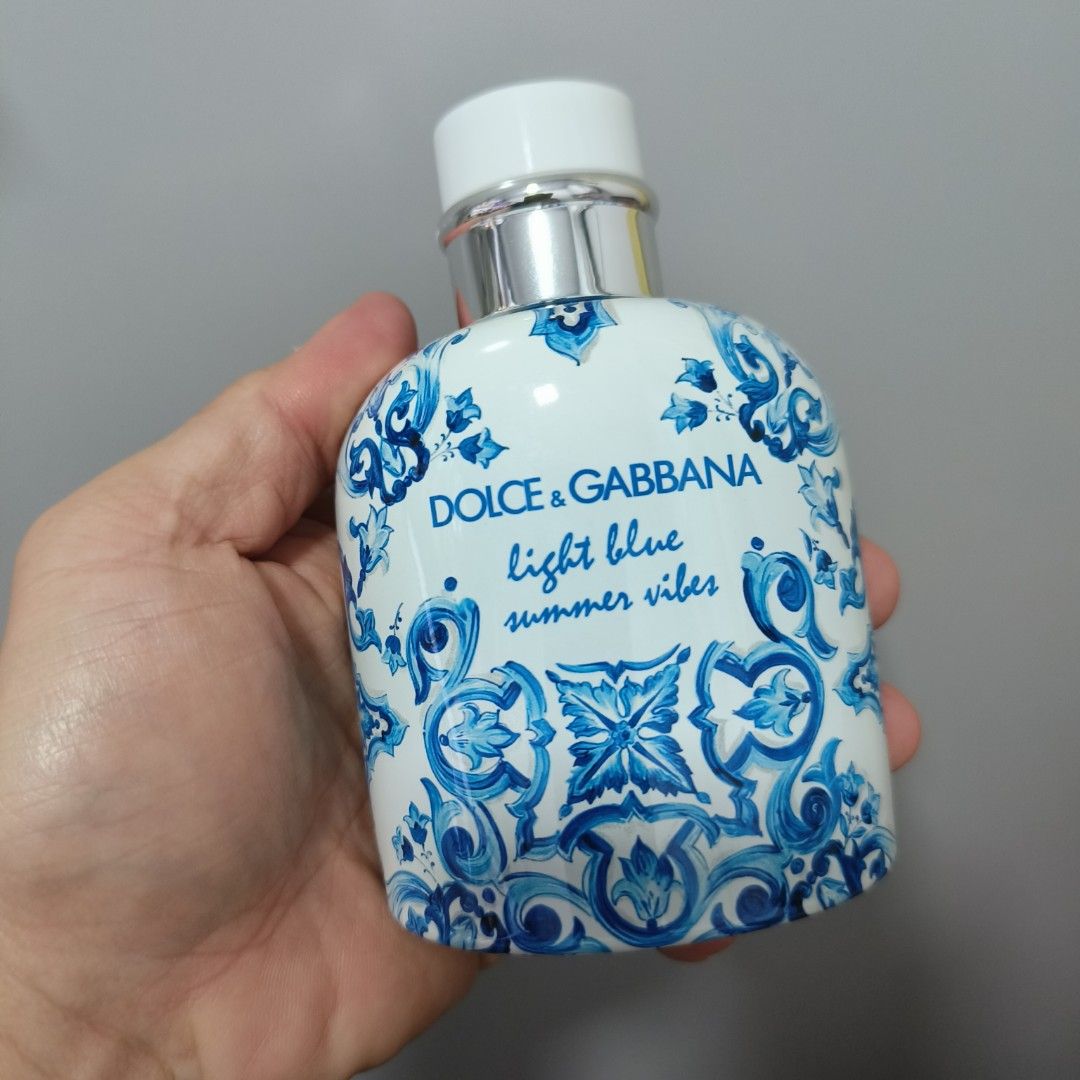 DOLCE & GABBANA
light blue
summer vibes